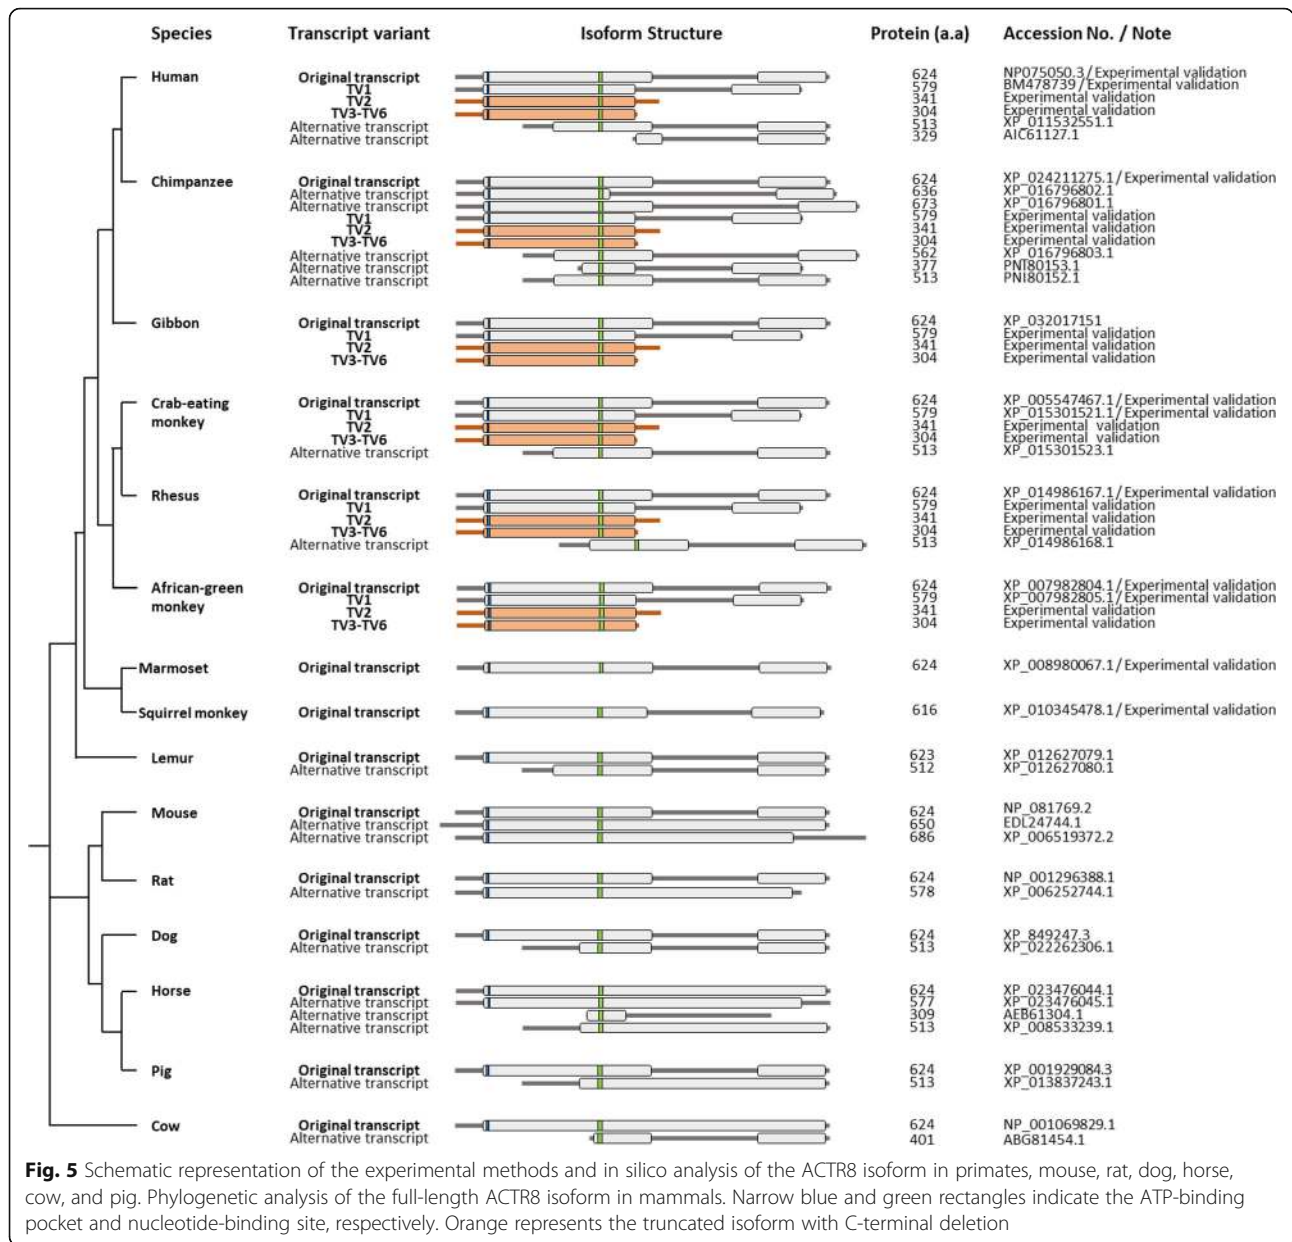 Species Transcript variant Isoform Structure Protein (a.a) Accession No. / Note
Human Original transcript 624 NP075050.3/Experimental validation
TV1 579 BM478739/Experimental validation
TV2 341 Experimental validation
TV3-TV6 304 Experimental validation
Alternative transcript 513 XP_011532551.1
Alternative transcript 329 AIC61127.1
Chimpanzee Original transcript 624 XP_024211275.1/Experimental validation
Alternative transcript 636 XP_016796802.1
Alternative transcript 673 XP_016796801.1
TV1 579 Experimental validation
TV2 341 Experimental validation
TV3-TV6 304 Experimental validation
Alternative transcript 562 XP_016796803.1
Alternative transcript 377 PNI80153.1
Alternative transcript 513 PNI80152.1
Gibbon Original transcript 624 XP_032017151
TV1 579 Experimental validation
TV2 341 Experimental validation
TV3-TV6 304 Experimental validation
Crab-eating Original transcript 624 XP_005547467.1/Experimental validation
monkey TV1 579 XP_015301521.1/Experimental validation
TV2 341 Experimental validation
TV3-TV6 304 Experimental validation
Alternative transcript 513 XP_015301523.1
Rhesus Original transcript 624 XP_014986167.1/Experimental validation
TV1 579 Experimental validation
TV2 341 Experimental validation
TV3-TV6 304 Experimental validation
Alternative transcript 513 XP_014986168.1
African-green Original transcript 624 XP_007982804.1/Experimental validation
monkey TV1 579 XP_007982805.1/Experimental validation
TV2 341 Experimental validation
TV3-TV6 304 Experimental validation
Marmoset Original transcript 624 XP_008980067.1/Experimental validation
Squirrel monkey Original transcript 616 XP_010345478.1/Experimental validation
Lemur Original transcript 623 XP_012627079.1
Alternative transcript 512 XP_012627080.1
Mouse Original transcript 624 NP_081769.2
Alternative transcript 650 EDL24744.1
Alternative transcript 686 XP_006519372.2
Rat Original transcript 624 NP_001296388.1
Alternative transcript 578 XP_006252744.1
Dog Original transcript 624 XP_849247.3
Alternative transcript 513 XP_022262306.1
Horse Original transcript 624 XP_023476044.1
Alternative transcript 577 XP_023476045.1
Alternative transcript 309 AEB61304.1
Alternative transcript 513 XP_008533239.1
Pig Original transcript 624 XP_001929084.3
Alternative transcript 513 XP_013837243.1
Cow Original transcript 624 NP_001069829.1
Alternative transcript 401 ABG81454.1
Fig. 5 Schematic representation of the experimental methods and in silico analysis of the ACTR8 isoform in primates, mouse, rat, dog, horse,
cow, and pig. Phylogenetic analysis of the full-length ACTR8 isoform in mammals. Narrow blue and green rectangles indicate the ATP-binding
pocket and nucleotide-binding site, respectively. Orange represents the truncated isoform with C-terminal deletion